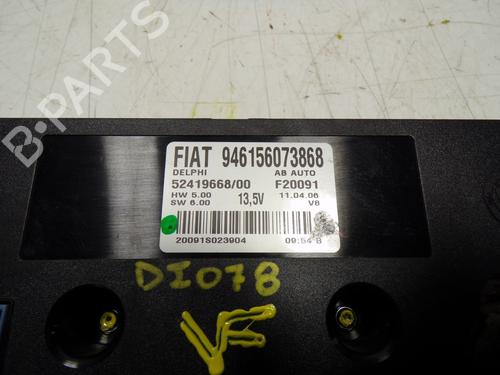 B-Parts
FIAT 946156073868
DELPHI AB AUTO
52419668/00 F20091
HW 5.00 13,5V 11.04.06
SW 6.00 V8
20091S023904 09:54 B
DI078
VF